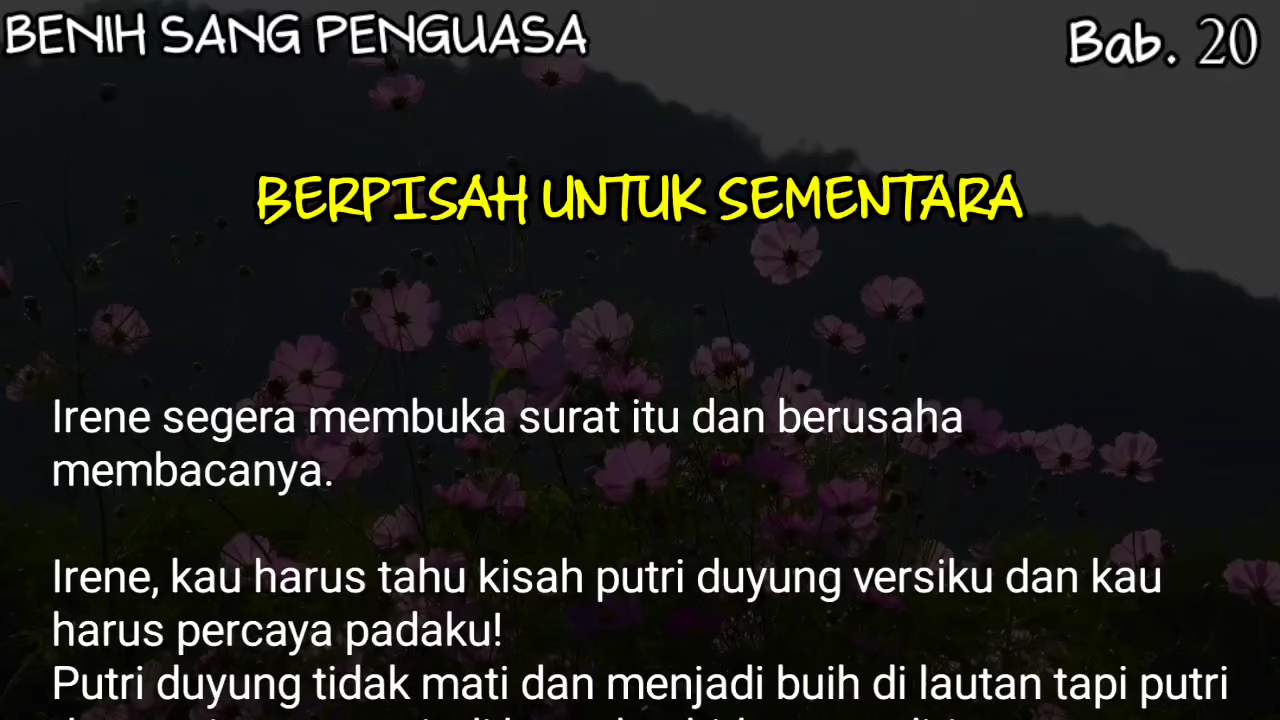 BENIH SANG PENGUASA
Bab. 20
BERPISAH UNTUK SEMENTARA
Irene segera membuka surat itu dan berusaha
membacanya.
Irene, kau harus tahu kisah putri duyung versiku dan kau
harus percaya padaku!
Putri duyung tidak mati dan menjadi buih di lautan tapi putri